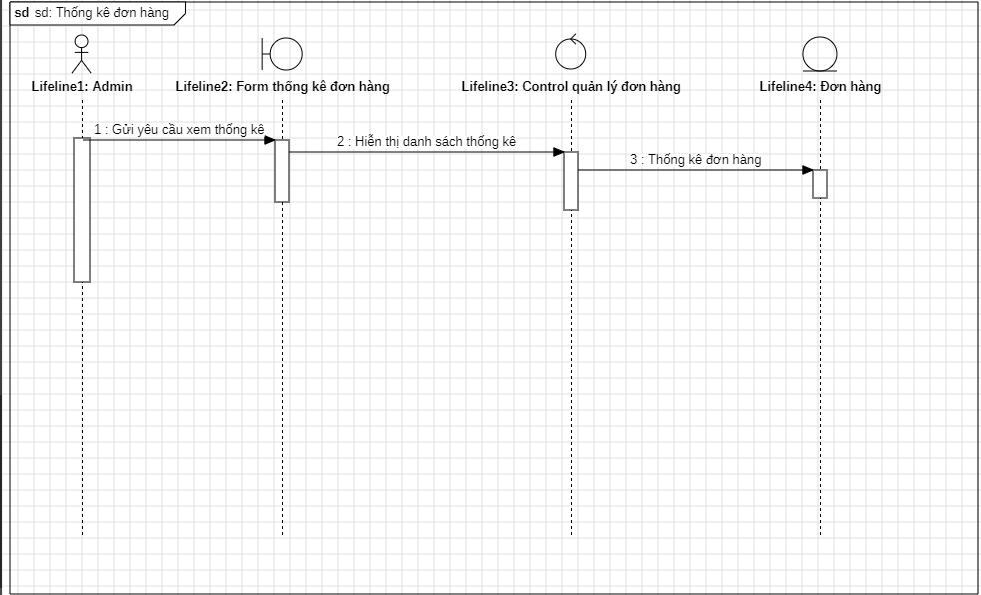 sd sd: Thống kê đơn hàng
Lifeline1: Admin
Lifeline2: Form thống kê đơn hàng
Lifeline3: Control quản lý đơn hàng
Lifeline4: Đơn hàng
1 : Gửi yêu cầu xem thống kê
2 : Hiễn thị danh sách thống kê
3 : Thống kê đơn hàng